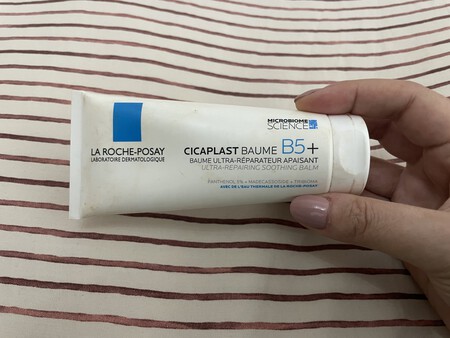 LA ROCHE-POSAY
LABORATOIRE DERMATOLOGIQUE
MICROBIOME
SCIENCE
CICAPLAST BAUME B5+
BAUME ULTRA-RÉPARATEUR APAISANT
ULTRA-REPAIRING SOOTHING BALM
PANTHENOL 5% + MADECASSOSIDE + TRIBIOMA
AVEC DE L'EAU THERMALE DE LA ROCHE-POSAY